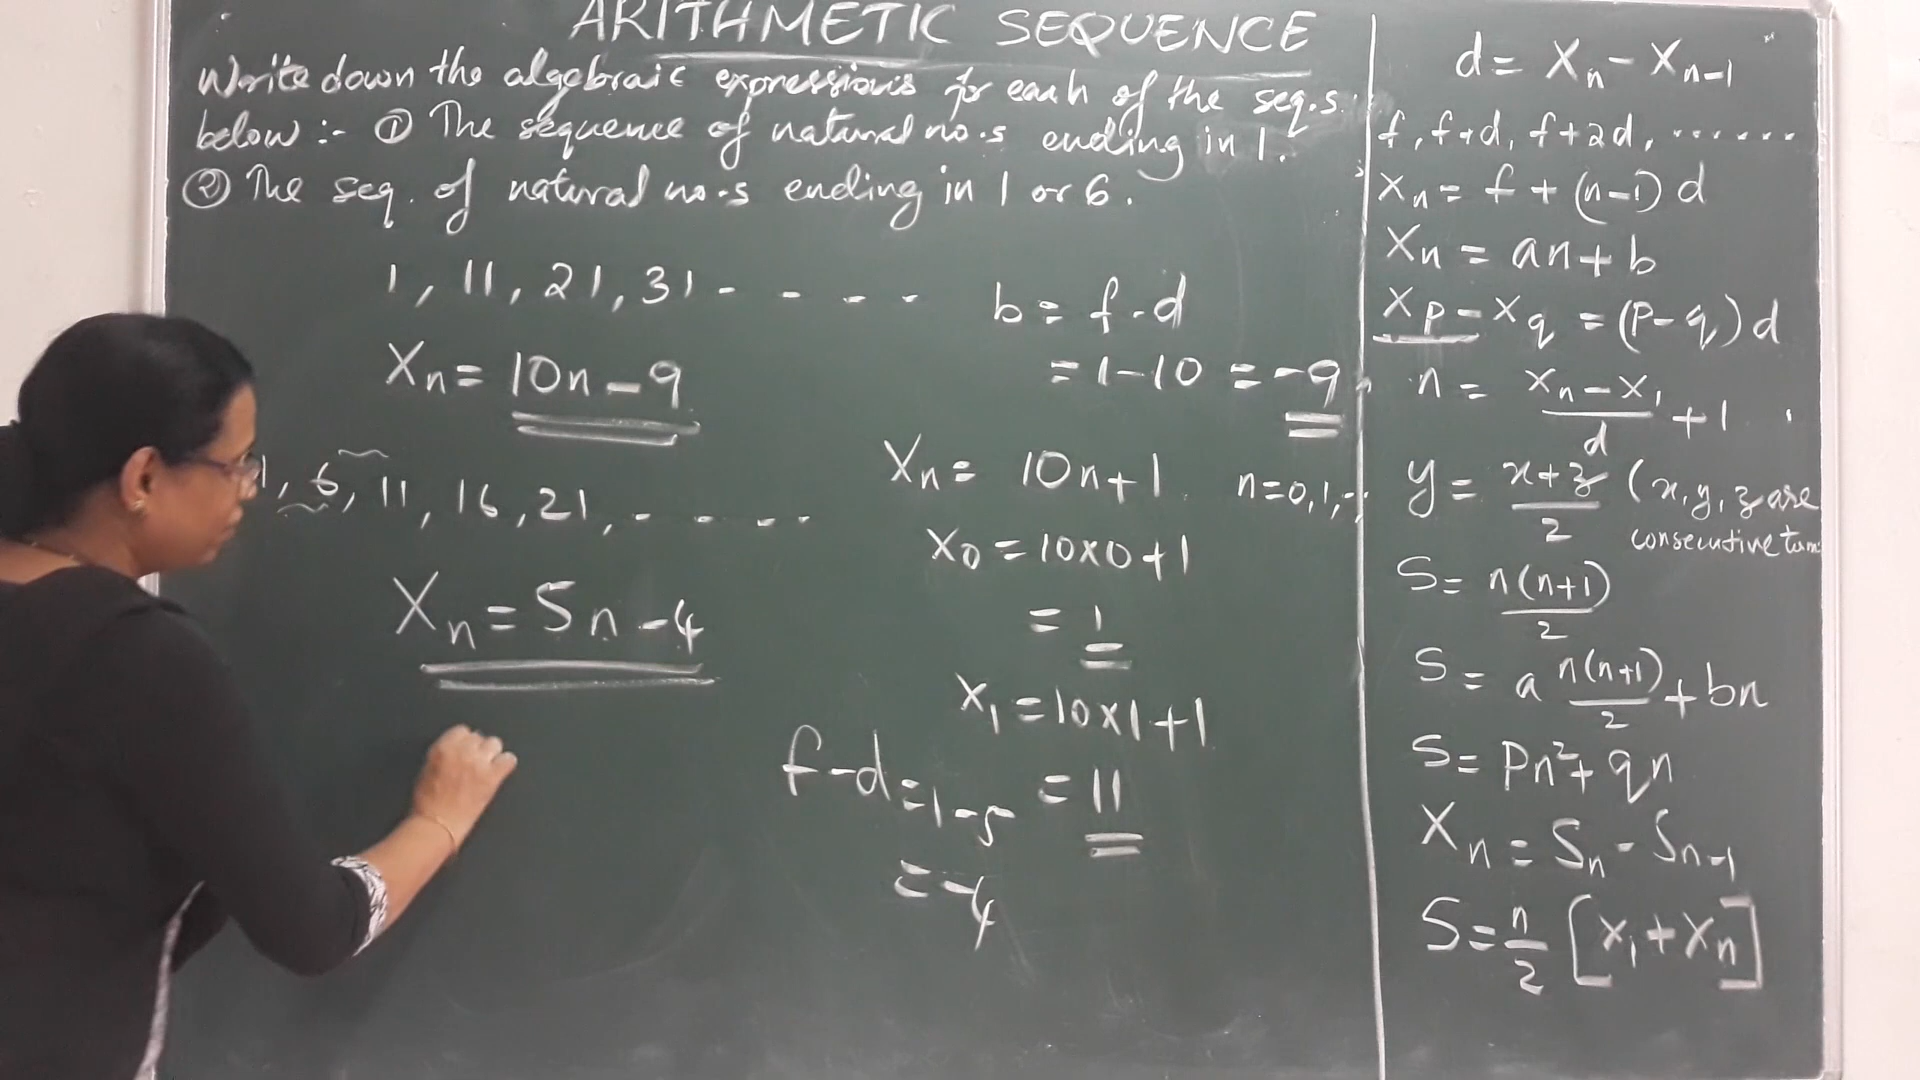 ARITHMETIC SEQUENCE
Write down the algebraic expressions for each of the seq.s
below :- ① The sequence of natural no.s ending in 1.
② The seq. of natural no.s ending in 1 or 6.
1, 11, 21, 31 - - - - -
Xn = 10n - 9
1, 6, 11, 16, 21, - - - - -
Xn = 5n - 4
b = f - d
= 1 - 10 = -9
Xn = 10n + 1 n = 0, 1, -
X0 = 10x0 + 1
= 1
X1 = 10x1 + 1
= 11
f - d = 1 - 5
= -4
d = Xn - Xn-1
f, f+d, f+2d, .......
Xn = f + (n-1) d
Xn = an + b
Xp - Xq = (P-q) d
n = (Xn - X1)/d + 1
y = (x+z)/2 (x, y, z are
consecutive term
S = n(n+1)/2
S = a n(n+1)/2 + bn
S = Pn² + qn
Xn = Sn - Sn-1
S = n/2 [X1 + Xn]